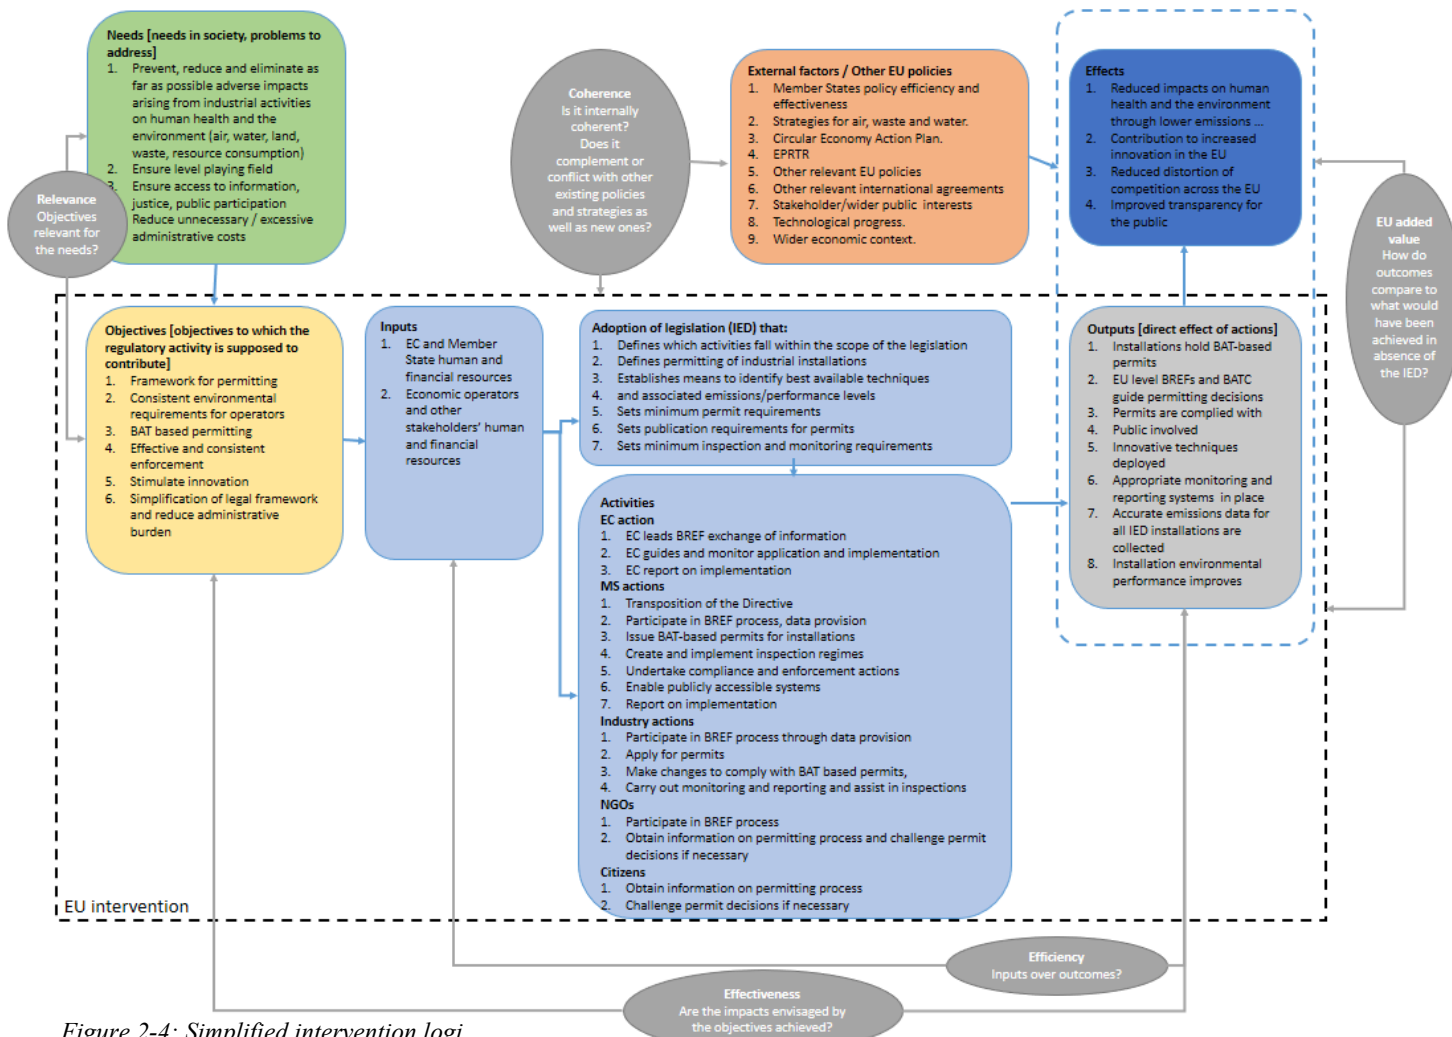 Needs [needs in society, problems to
address]
1. Prevent, reduce and eliminate as
far as possible adverse impacts
arising from industrial activities
on human health and the
environment (air, water, land,
waste, resource consumption)
2. Ensure level playing field
3. Ensure access to information,
justice, public participation
Reduce unnecessary / excessive
administrative costs
Relevance
Objectives
relevant for
the needs?
Coherence
Is it internally
coherent?
Does it
complement or
conflict with other
existing policies
and strategies as
well as new ones?
External factors / Other EU policies
1. Member States policy efficiency and
effectiveness
2. Strategies for air, waste and water.
3. Circular Economy Action Plan.
4. EPRTR
5. Other relevant EU policies
6. Other relevant international agreements
7. Stakeholder/wider public interests
8. Technological progress.
9. Wider economic context.
Effects
1. Reduced impacts on human
health and the environment
through lower emissions ...
2. Contribution to increased
innovation in the EU
3. Reduced distortion of
competition across the EU
4. Improved transparency for
the public
EU added
value
How do
outcomes
compare to
what would
have been
achieved in
absence of
the IED?
Objectives [objectives to which the
regulatory activity is supposed to
contribute]
1. Framework for permitting
2. Consistent environmental
requirements for operators
3. BAT based permitting
4. Effective and consistent
enforcement
5. Stimulate innovation
6. Simplification of legal framework
and reduce administrative
burden
Inputs
1. EC and Member
State human and
financial resources
2. Economic operators
and other
stakeholders' human
and financial
resources
Adoption of legislation (IED) that:
1. Defines which activities fall within the scope of the legislation
2. Defines permitting of industrial installations
3. Establishes means to identify best available techniques
4. and associated emissions/performance levels
5. Sets minimum permit requirements
6. Sets publication requirements for permits
7. Sets minimum inspection and monitoring requirements
Activities
EC action
1. EC leads BREF exchange of information
2. EC guides and monitor application and implementation
3. EC report on implementation
MS actions
1. Transposition of the Directive
2. Participate in BREF process, data provision
3. Issue BAT-based permits for installations
4. Create and implement inspection regimes
5. Undertake compliance and enforcement actions
6. Enable publicly accessible systems
7. Report on implementation
Industry actions
1. Participate in BREF process through data provision
2. Apply for permits
3. Make changes to comply with BAT based permits,
4. Carry out monitoring and reporting and assist in inspections
NGOs
1. Participate in BREF process
2. Obtain information on permitting process and challenge permit
decisions if necessary
Citizens
1. Obtain information on permitting process
2. Challenge permit decisions if necessary
Outputs [direct effect of actions]
1. Installations hold BAT-based
permits
2. EU level BREFs and BATC
guide permitting decisions
3. Permits are complied with
4. Public involved
5. Innovative techniques
deployed
6. Appropriate monitoring and
reporting systems in place
7. Accurate emissions data for
all IED installations are
collected
8. Installation environmental
performance improves
EU intervention
Efficiency
Inputs over outcomes?
Effectiveness
Are the impacts envisaged by
the objectives achieved?
Figure 2-4: Simplified intervention logi